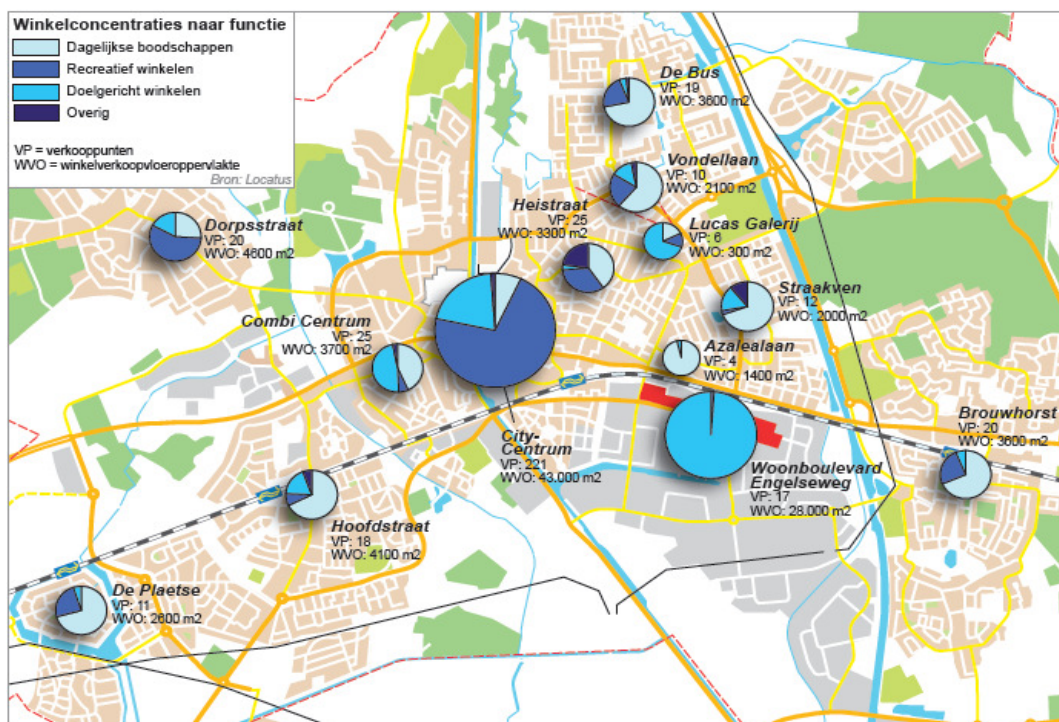 Winkelconcentraties naar functie
Dagelijkse boodschappen
Recreatief winkelen
Doelgericht winkelen
Overig
VP = verkooppunten
WVO = winkelverkoopvloeroppervlakte
Bron: Locatus
De Bus
VP: 19
WVO: 3600 m2
Vondellaan
VP: 10
WVO: 2100 m2
Heistraat
VP: 25
WVO: 3300 m2
Lucas Galerij
VP: 6
WVO: 300 m2
Dorpsstraat
VP: 20
WVO: 4600 m2
Straakven
VP: 12
WVO: 2000 m2
Combi Centrum
VP: 25
WVO: 3700 m2
Azalealaan
VP: 4
WVO: 1400 m2
Brouwhorst
VP: 20
WVO: 3600 m2
City-
Centrum
VP: 221
WVO: 43.000 m2
Woonboulevard
Engelseweg
VP: 17
WVO: 28.000 m2
Hoofdstraat
VP: 18
WVO: 4100 m2
De Plaetse
VP: 11
WVO: 2600 m2